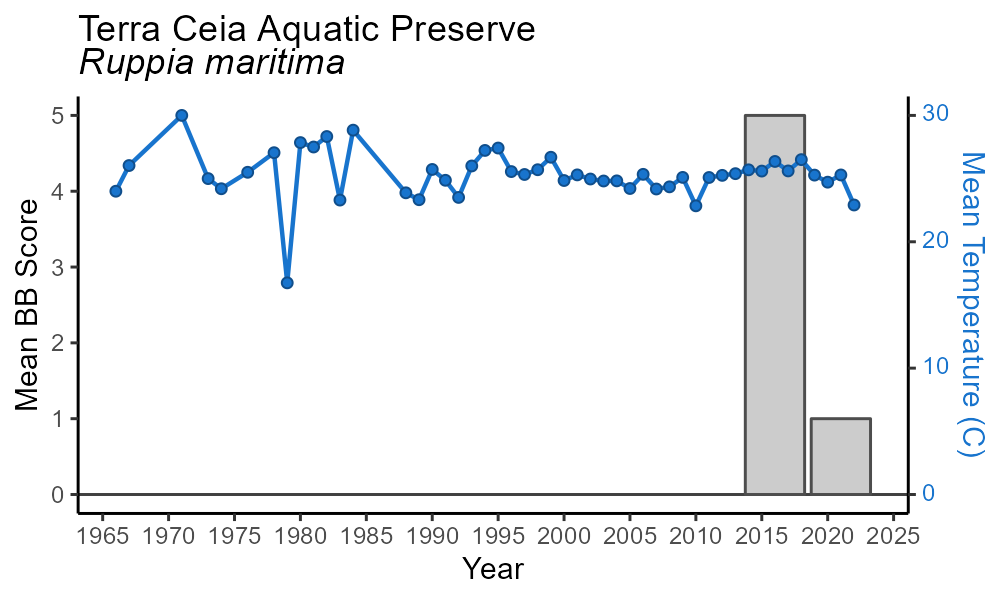 Terra Ceia Aquatic Preserve
Ruppia maritima
5
4
3
2
1
0
Mean BB Score
30
20
10
0
Mean Temperature (C)
1965 1970 1975 1980 1985 1990 1995 2000 2005 2010 2015 2020 2025
Year